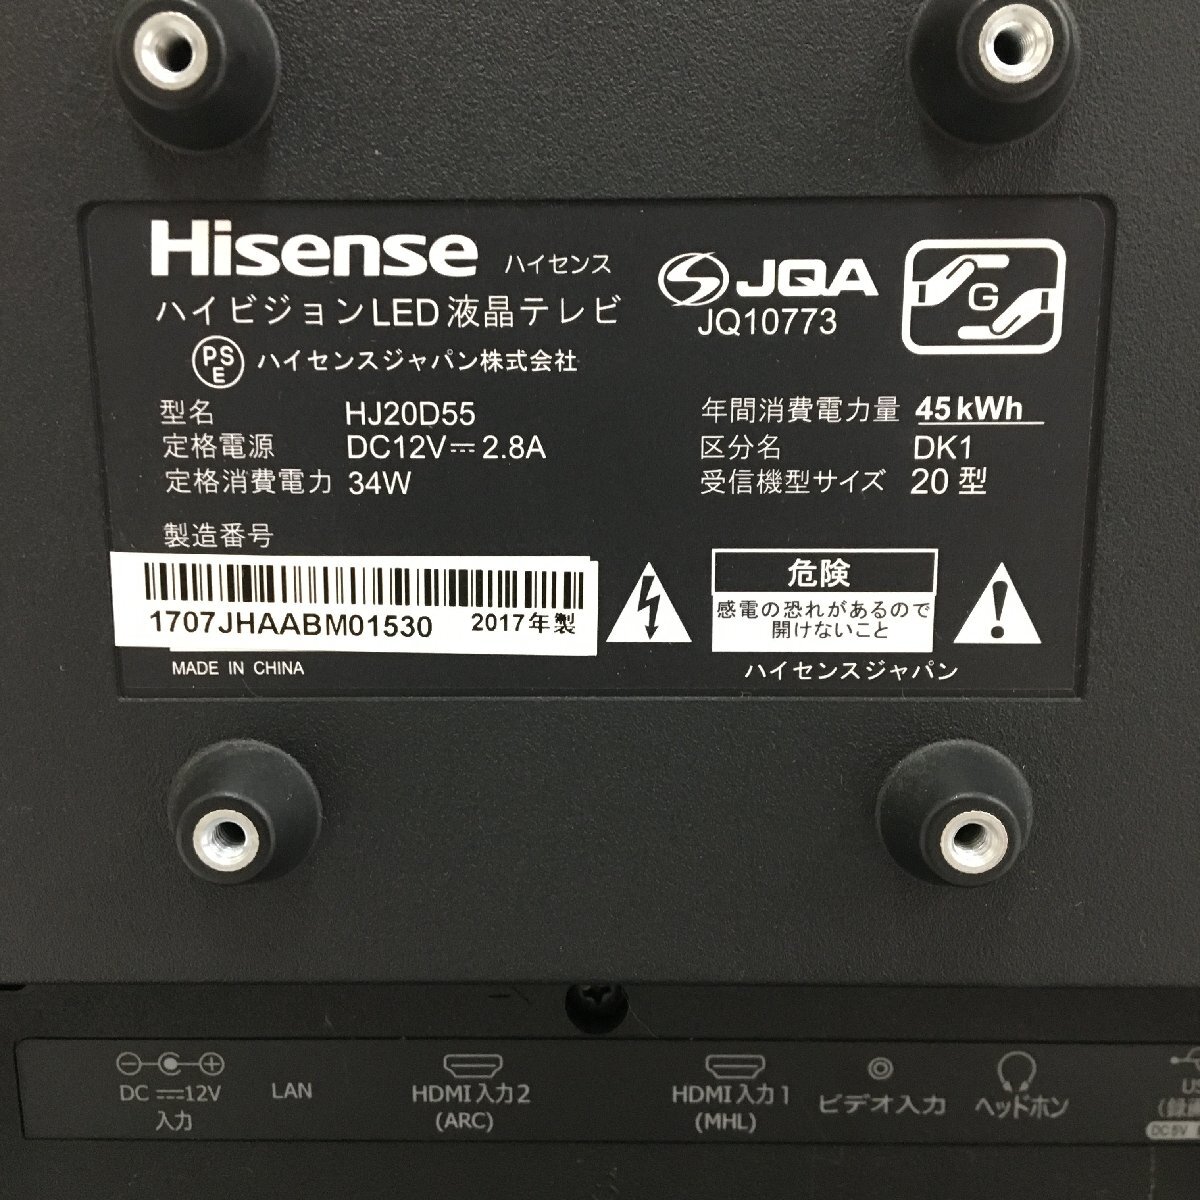 Hisense ハイセンス
ハイビジョンLED液晶テレビ
PSE ハイセンスジャパン株式会社
JQA
JQ10773
G
型名 HJ20D55
定格電源 DC12V⎓2.8A
定格消費電力 34W
年間消費電力量 45kWh
区分名 DK1
受信機型サイズ 20型
製造番号
1707JHAABM01530 2017年製
MADE IN CHINA
危険
感電の恐れがあるので
開けないこと
ハイセンスジャパン
DC⎓12V
入力
LAN
HDMI入力2
(ARC)
HDMI入力1
(MHL)
ビデオ入力
ヘッドホン
DC5V